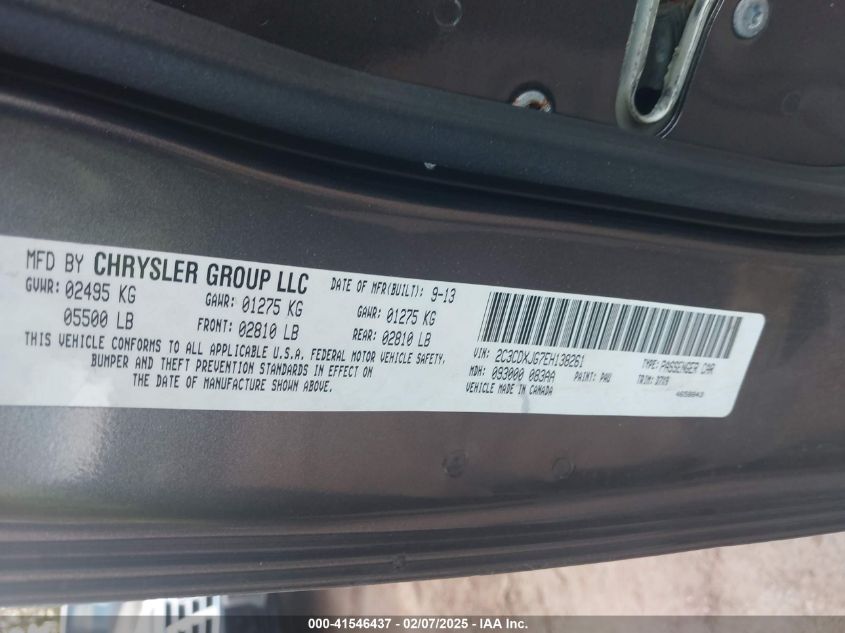 MFD BY CHRYSLER GROUP LLC DATE OF MFR(BUILT): 9-13
GVWR: 02495 KG GAWR: 01275 KG GAWR: 01275 KG
05500 LB FRONT: 02810 LB REAR: 02810 LB
THIS VEHICLE CONFORMS TO ALL APPLICABLE U.S.A. FEDERAL MOTOR VEHICLE SAFETY,
BUMPER AND THEFT PREVENTION STANDARDS IN EFFECT ON
THE DATE OF MANUFACTURE SHOWN ABOVE.
VIN: 2C3CDXJG7EH138261 TYPE: PASSENGER CAR
MDH: 093000 083AA PAINT: PAU TRIM:
VEHICLE MADE IN CANADA
000-41546437 - 02/07/2025 - IAA Inc.